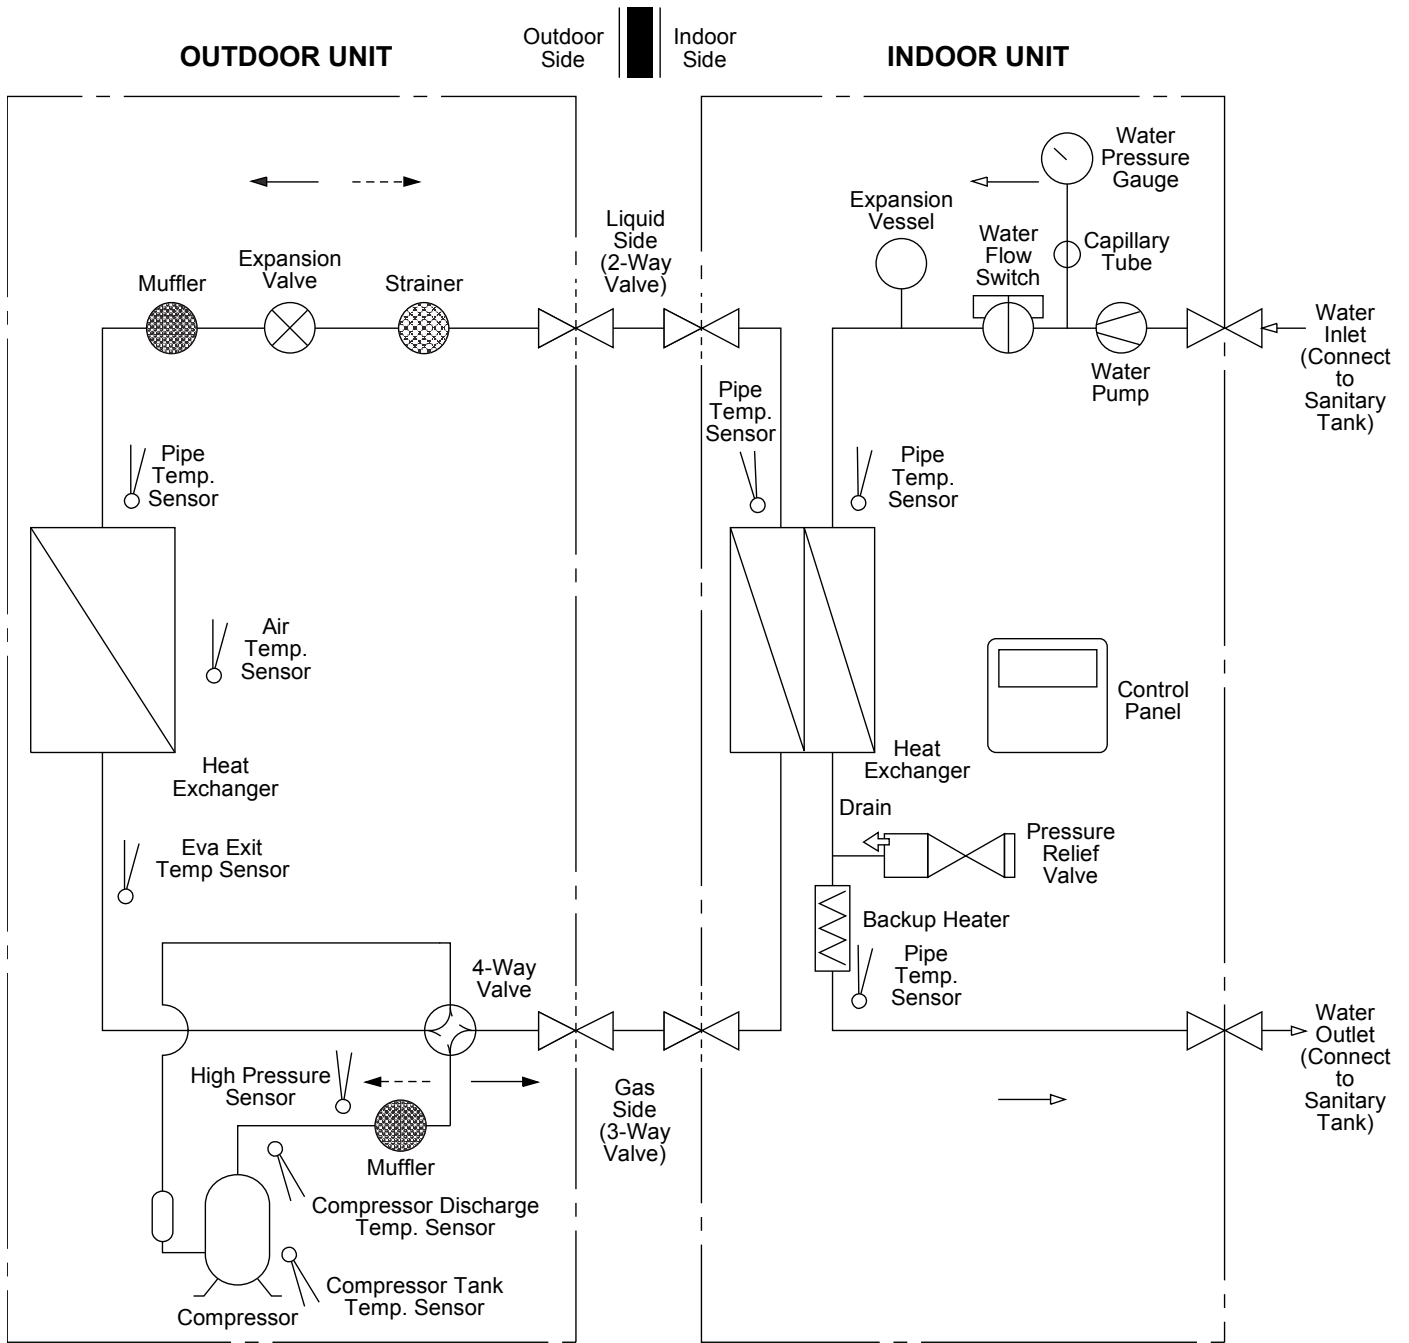 OUTDOOR UNIT
Outdoor
Side
Indoor
Side
INDOOR UNIT
Water
Pressure
Gauge
Expansion
Vessel
Liquid
Side
(2-Way
Valve)
Water
Flow
Switch
Capillary
Tube
Muffler
Expansion
Valve
Strainer
Water
Inlet
(Connect
to
Sanitary
Tank)
Water
Pump
Pipe
Temp.
Sensor
Pipe
Temp.
Sensor
Pipe
Temp.
Sensor
Air
Temp.
Sensor
Control
Panel
Heat
Exchanger
Heat
Exchanger
Drain
Pressure
Relief
Valve
Eva Exit
Temp Sensor
Backup Heater
Pipe
Temp.
Sensor
4-Way
Valve
Water
Outlet
(Connect
to
Sanitary
Tank)
High Pressure
Sensor
Gas
Side
(3-Way
Valve)
Muffler
Compressor Discharge
Temp. Sensor
Compressor Tank
Temp. Sensor
Compressor